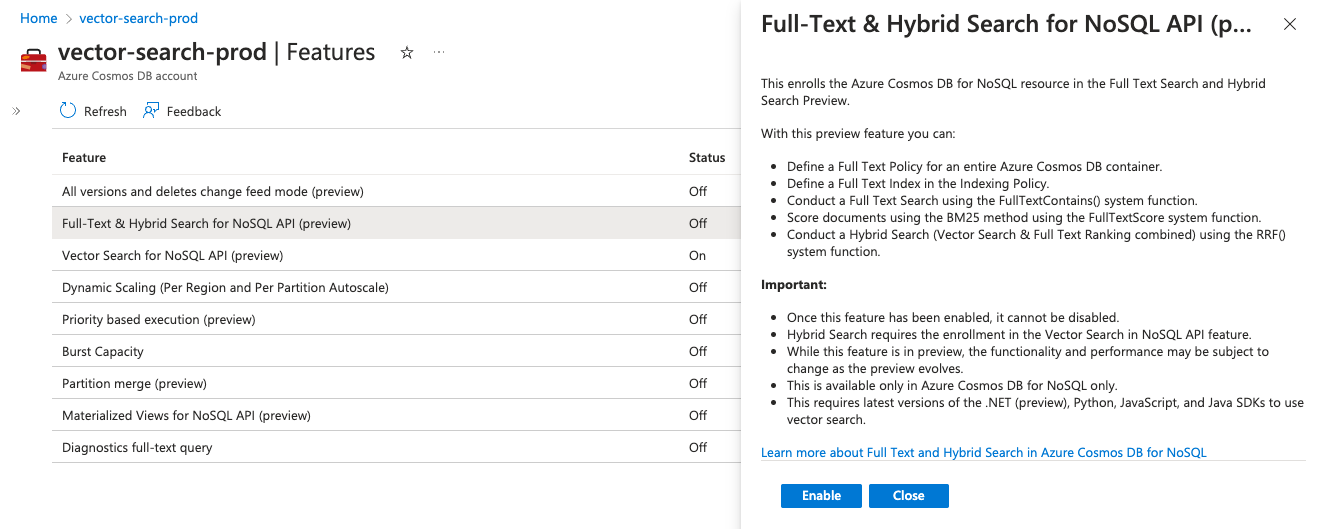 Home > vector-search-prod
vector-search-prod | Features
Azure Cosmos DB account
Refresh Feedback
Feature Status
All versions and deletes change feed mode (preview) Off
Full-Text & Hybrid Search for NoSQL API (preview) Off
Vector Search for NoSQL API (preview) On
Dynamic Scaling (Per Region and Per Partition Autoscale) Off
Priority based execution (preview) Off
Burst Capacity Off
Partition merge (preview) Off
Materialized Views for NoSQL API (preview) Off
Diagnostics full-text query Off
Full-Text & Hybrid Search for NoSQL API (p...
This enrolls the Azure Cosmos DB for NoSQL resource in the Full Text Search and Hybrid
Search Preview.
With this preview feature you can:
• Define a Full Text Policy for an entire Azure Cosmos DB container.
• Define a Full Text Index in the Indexing Policy.
• Conduct a Full Text Search using the FullTextContains() system function.
• Score documents using the BM25 method using the FullTextScore system function.
• Conduct a Hybrid Search (Vector Search & Full Text Ranking combined) using the RRF()
system function.
Important:
• Once this feature has been enabled, it cannot be disabled.
• Hybrid Search requires the enrollment in the Vector Search in NoSQL API feature.
• While this feature is in preview, the functionality and performance may be subject to
change as the preview evolves.
• This is available only in Azure Cosmos DB for NoSQL only.
• This requires latest versions of the .NET (preview), Python, JavaScript, and Java SDKs to use
vector search.
Learn more about Full Text and Hybrid Search in Azure Cosmos DB for NoSQL
Enable Close